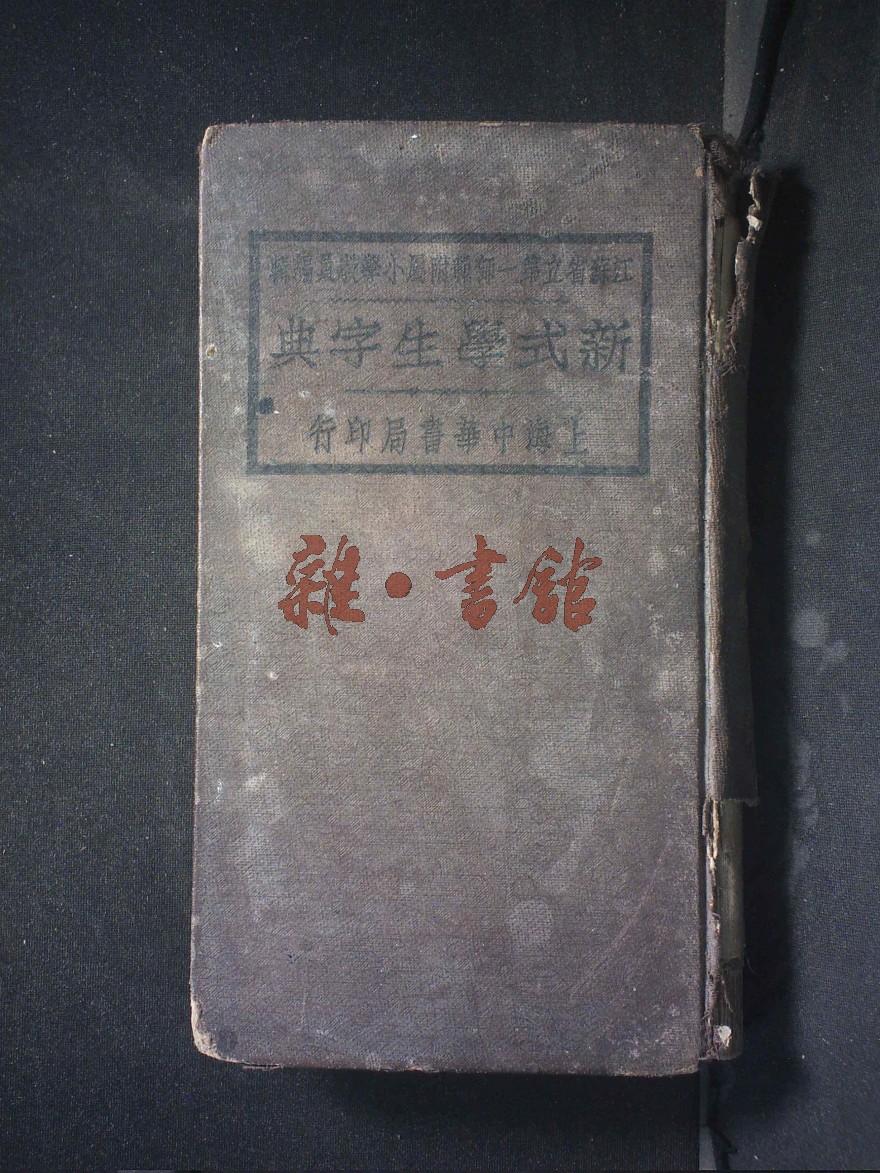 江蘇省立第一師範附屬小學教員編纂
新式學生字典
上海中華書局印行
雜·書館